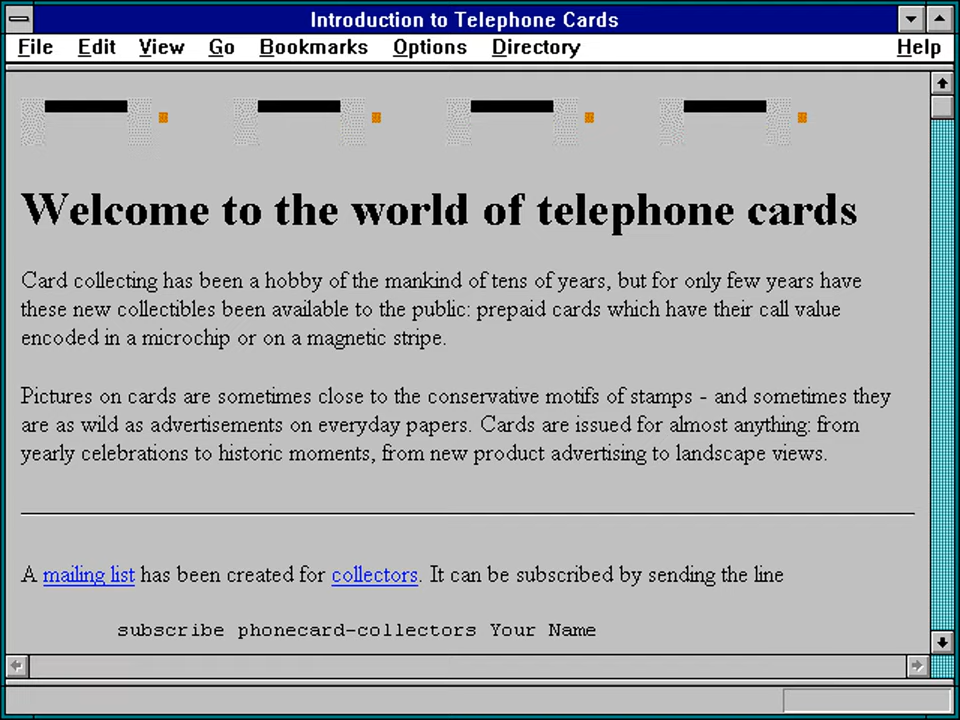 Introduction to Telephone Cards
File Edit View Go Bookmarks Options Directory Help
Welcome to the world of telephone cards
Card collecting has been a hobby of the mankind of tens of years, but for only few years have
these new collectibles been available to the public: prepaid cards which have their call value
encoded in a microchip or on a magnetic stripe.
Pictures on cards are sometimes close to the conservative motifs of stamps - and sometimes they
are as wild as advertisements on everyday papers. Cards are issued for almost anything: from
yearly celebrations to historic moments, from new product advertising to landscape views.
A mailing list has been created for collectors. It can be subscribed by sending the line
subscribe phonecard-collectors Your Name